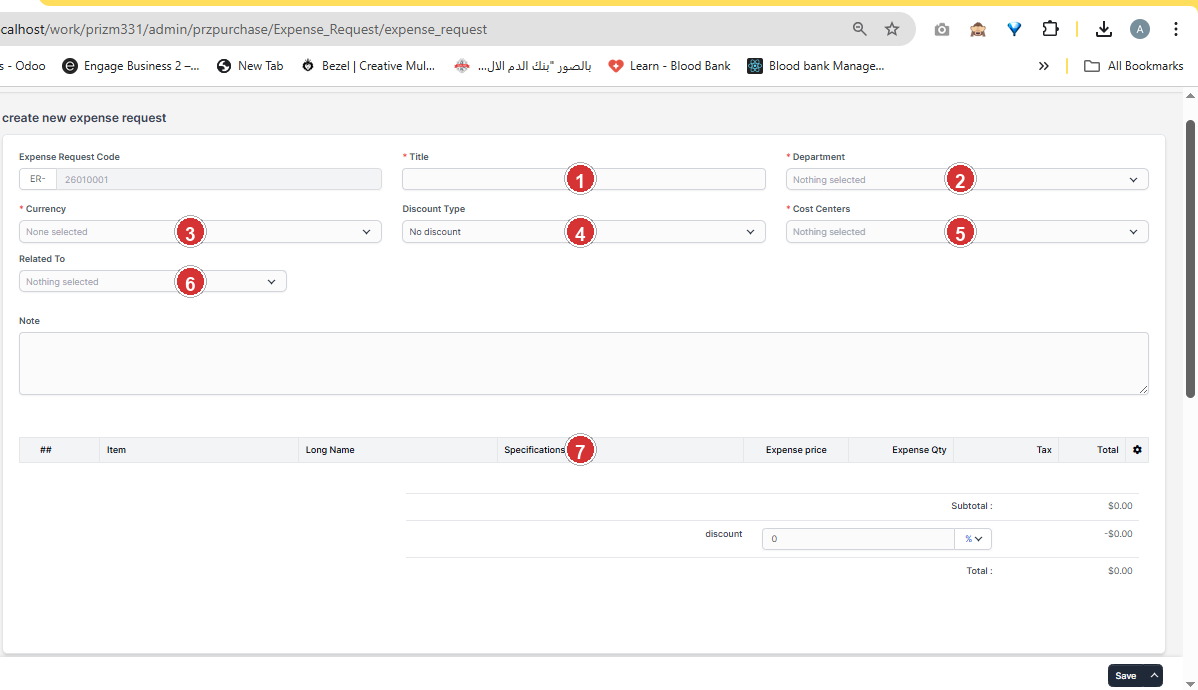 calhost/work/prizm331/admin/przpurchase/Expense_Request/expense_request
A
s - Odoo
Engage Business 2 –...
New Tab
Bezel | Creative Mul...
بالصور "بنك الدم الال...
Learn - Blood Bank
Blood bank Manage...
All Bookmarks
create new expense request
Expense Request Code
* Title
* Department
ER-
26010001
1
Nothing selected
2
* Currency
Discount Type
* Cost Centers
None selected
3
No discount
4
Nothing selected
5
Related To
Nothing selected
6
Note
##
Item
Long Name
Specifications
7
Expense price
Expense Qty
Tax
Total
Subtotal :
$0.00
discount
0
%
-$0.00
Total :
$0.00
Save